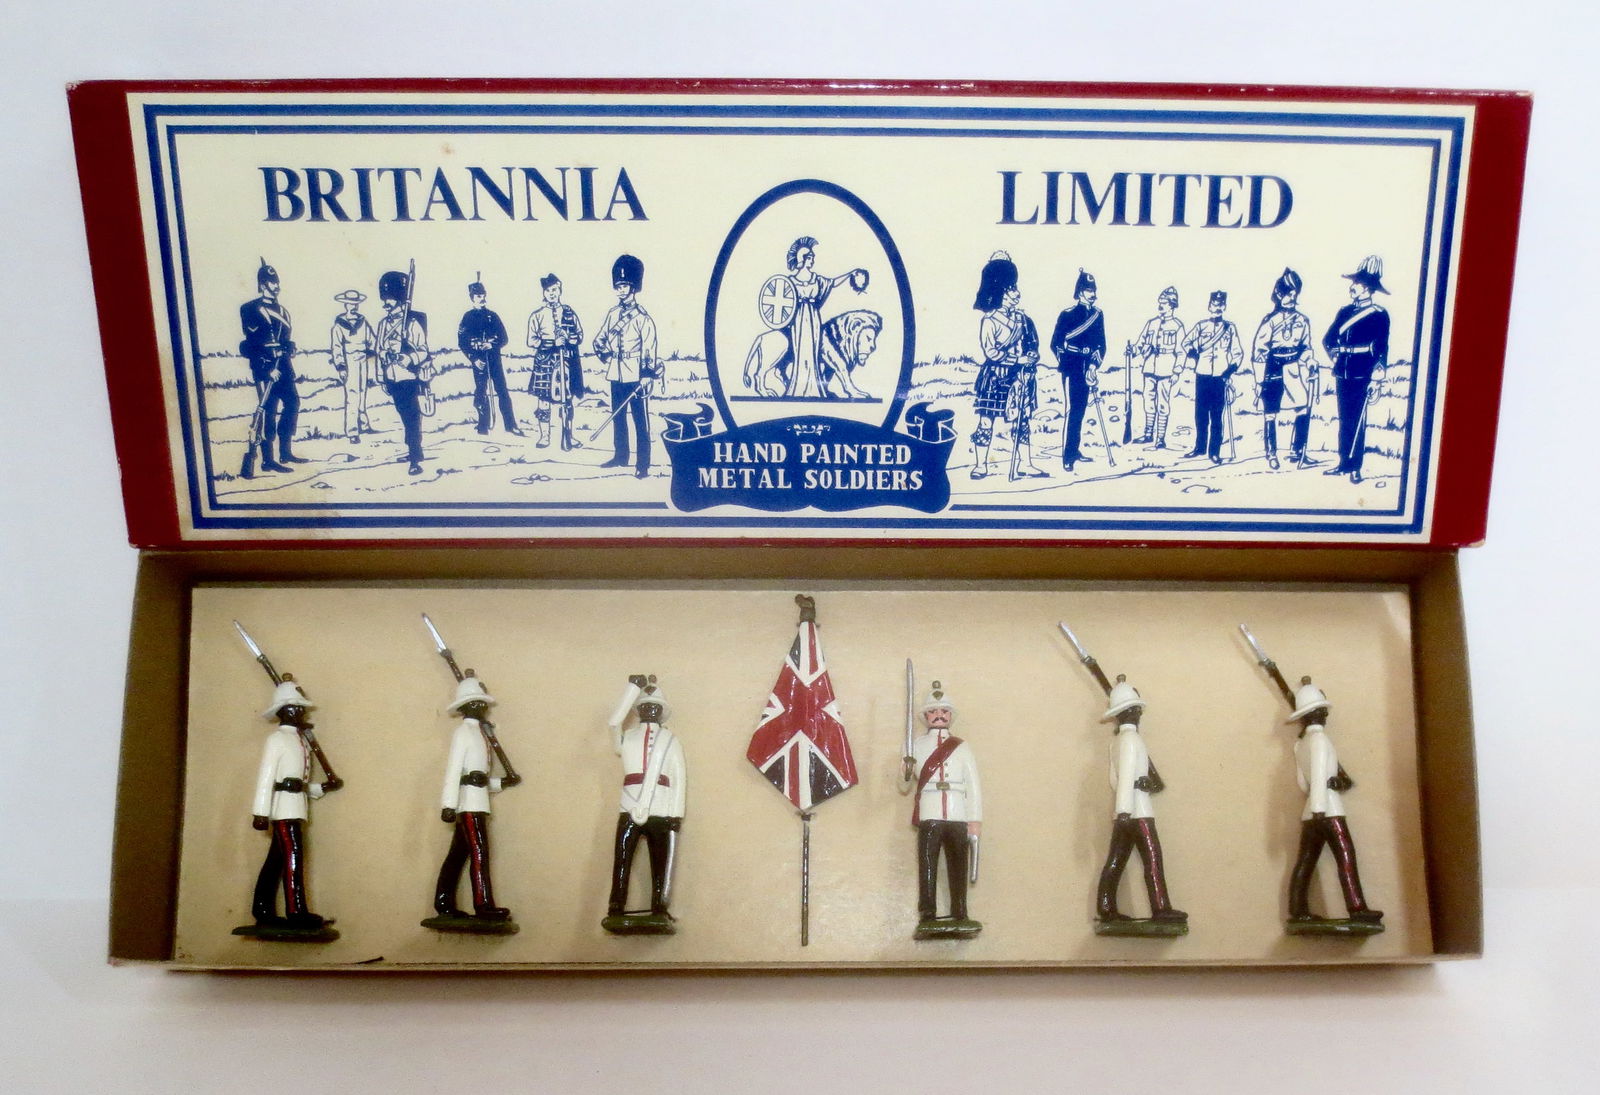 BRITANNIA LIMITED
HAND PAINTED
METAL SOLDIERS